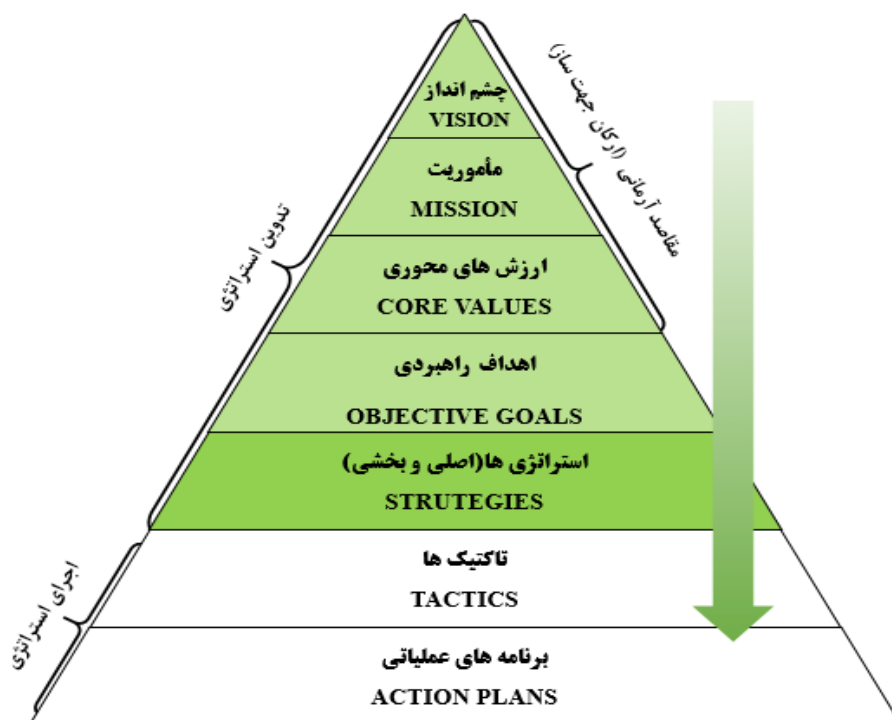 چشم انداز
VISION
مأموریت
MISSION
ارزش های محوری
CORE VALUES
اهداف راهبردی
OBJECTIVE GOALS
استراتژی ها(اصلی و بخشی)
STRUTEGIES
تاکتیک ها
TACTICS
برنامه های عملیاتی
ACTION PLANS
مقاصد آرمانی (ارکان جهت ساز)
تدوین استراتژی
اجرای استراتژی